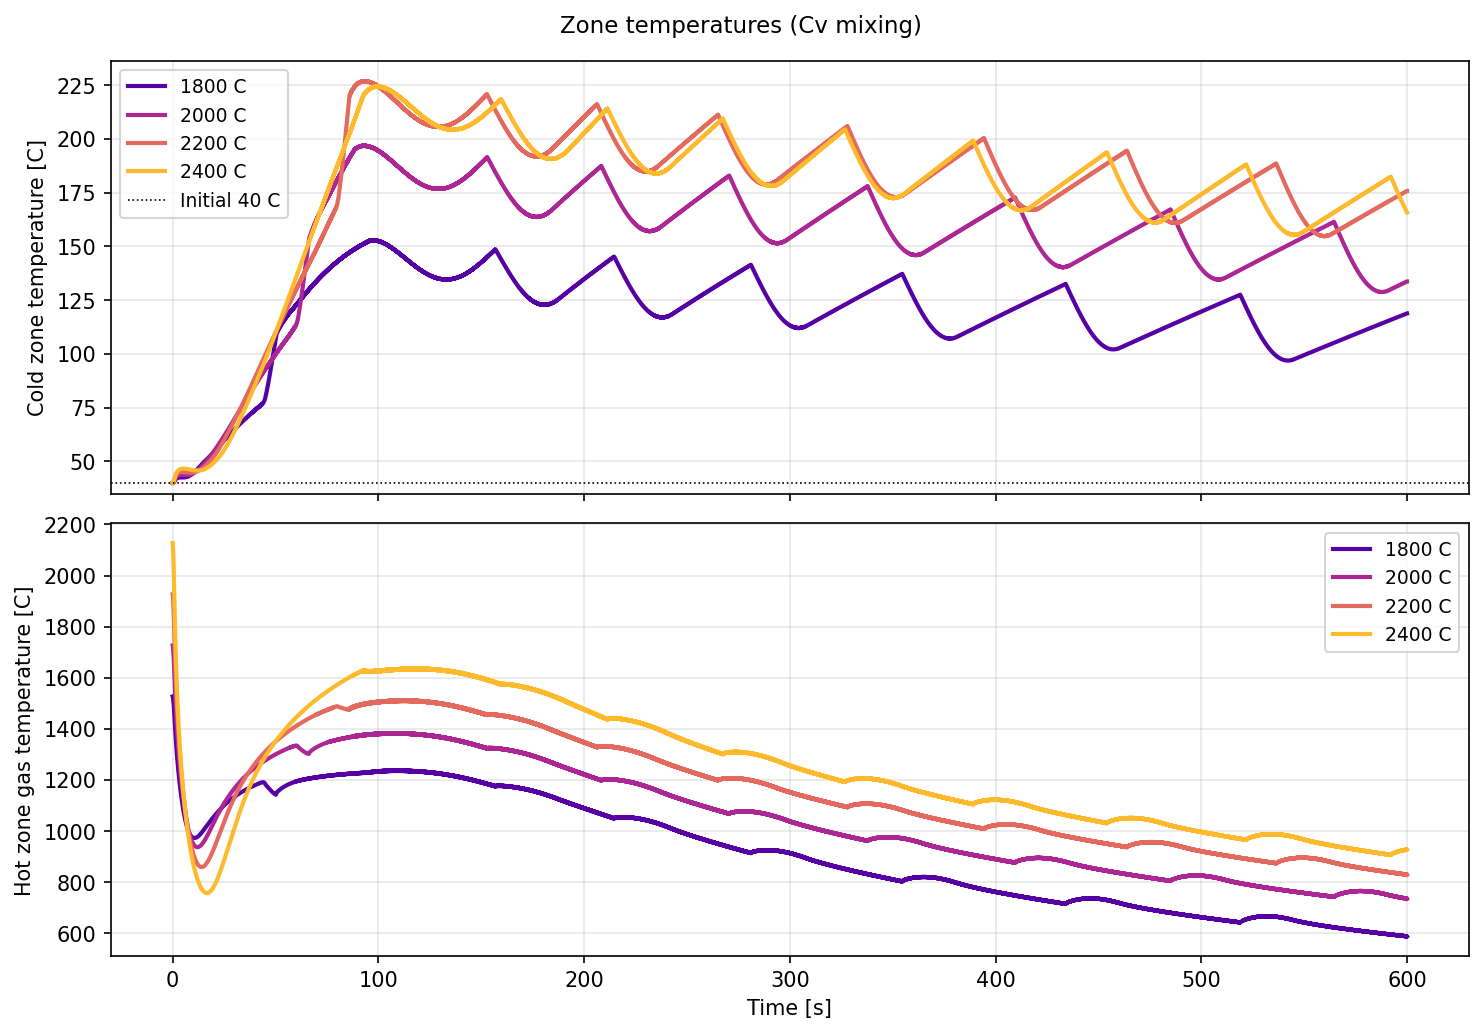 Zone temperatures (Cv mixing)
Cold zone temperature [C]
225
200
175
150
125
100
75
50
1800 C
2000 C
2200 C
2400 C
Initial 40 C
Hot zone gas temperature [C]
2200
2000
1800
1600
1400
1200
1000
800
600
1800 C
2000 C
2200 C
2400 C
0
100
200
300
400
500
600
Time [s]